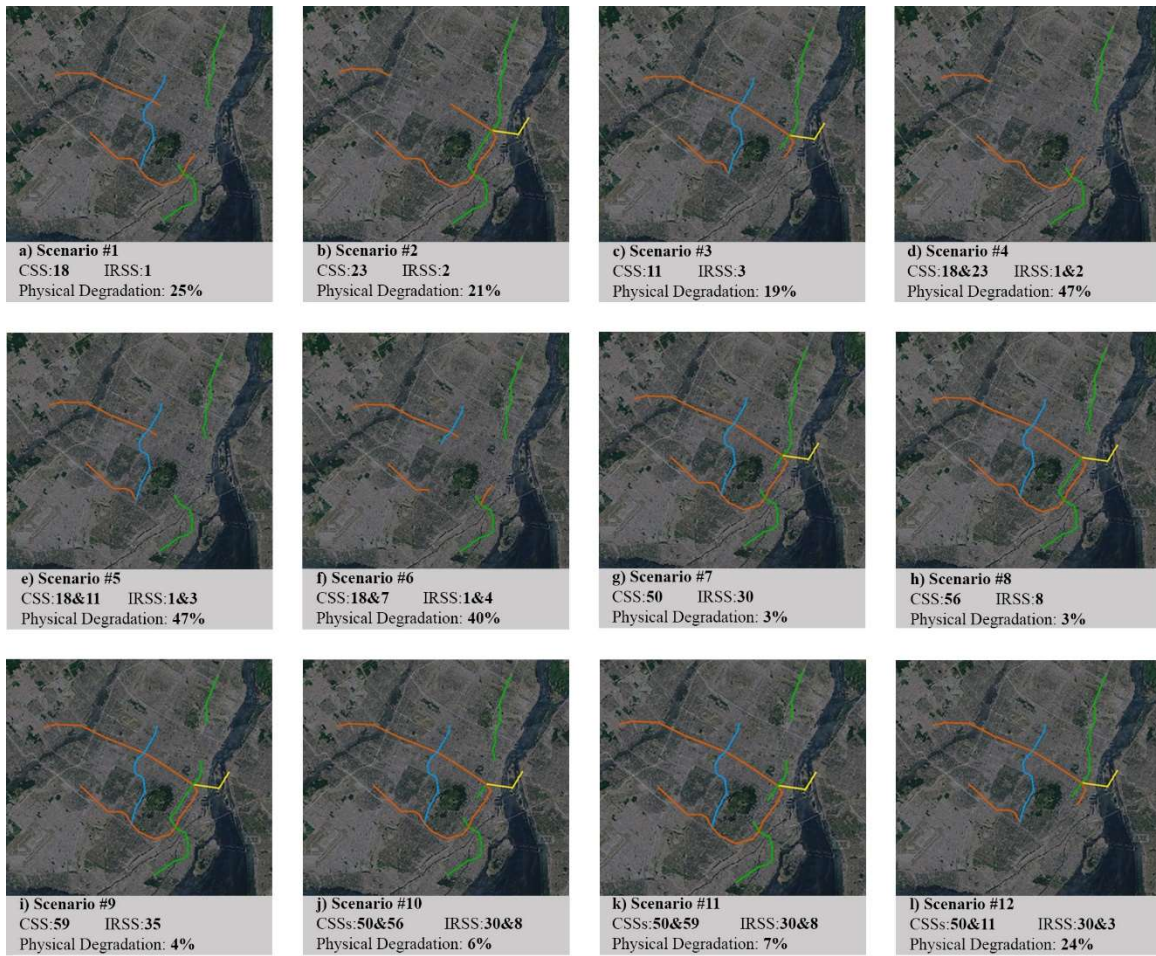 a) Scenario #1
CSS:18 IRSS:1
Physical Degradation: 25%
b) Scenario #2
CSS:23 IRSS:2
Physical Degradation: 21%
c) Scenario #3
CSS:11 IRSS:3
Physical Degradation: 19%
d) Scenario #4
CSS:18&23 IRSS:1&2
Physical Degradation: 47%
e) Scenario #5
CSS:18&11 IRSS:1&3
Physical Degradation: 47%
f) Scenario #6
CSS:18&7 IRSS:1&4
Physical Degradation: 40%
g) Scenario #7
CSS:50 IRSS:30
Physical Degradation: 3%
h) Scenario #8
CSS:56 IRSS:8
Physical Degradation: 3%
i) Scenario #9
CSS:59 IRSS:35
Physical Degradation: 4%
j) Scenario #10
CSSs:50&56 IRSS:30&8
Physical Degradation: 6%
k) Scenario #11
CSSs:50&59 IRSS:30&8
Physical Degradation: 7%
l) Scenario #12
CSSs:50&11 IRSS:30&3
Physical Degradation: 24%